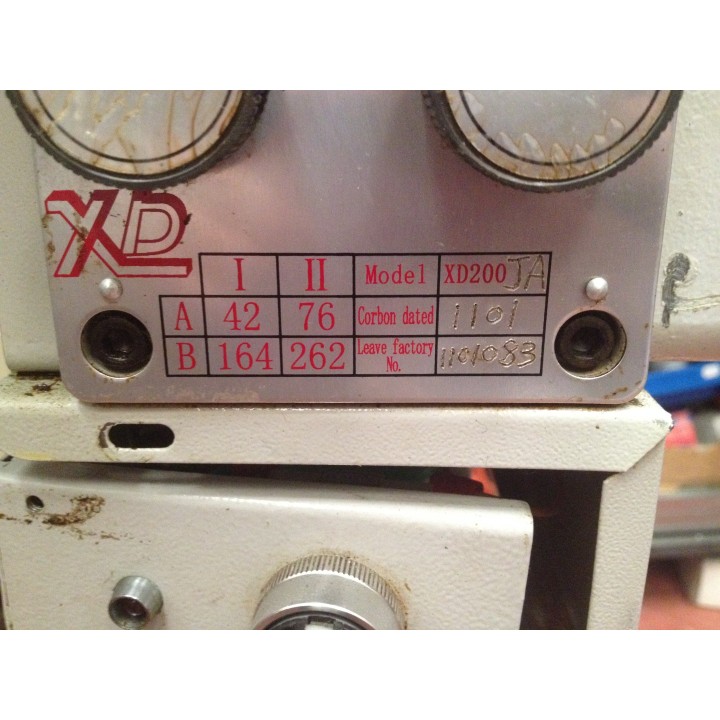 XD
I II Model XD200JA
A 42 76 Corbon dated 1101
B 164 262 Leave factory No. 1101083